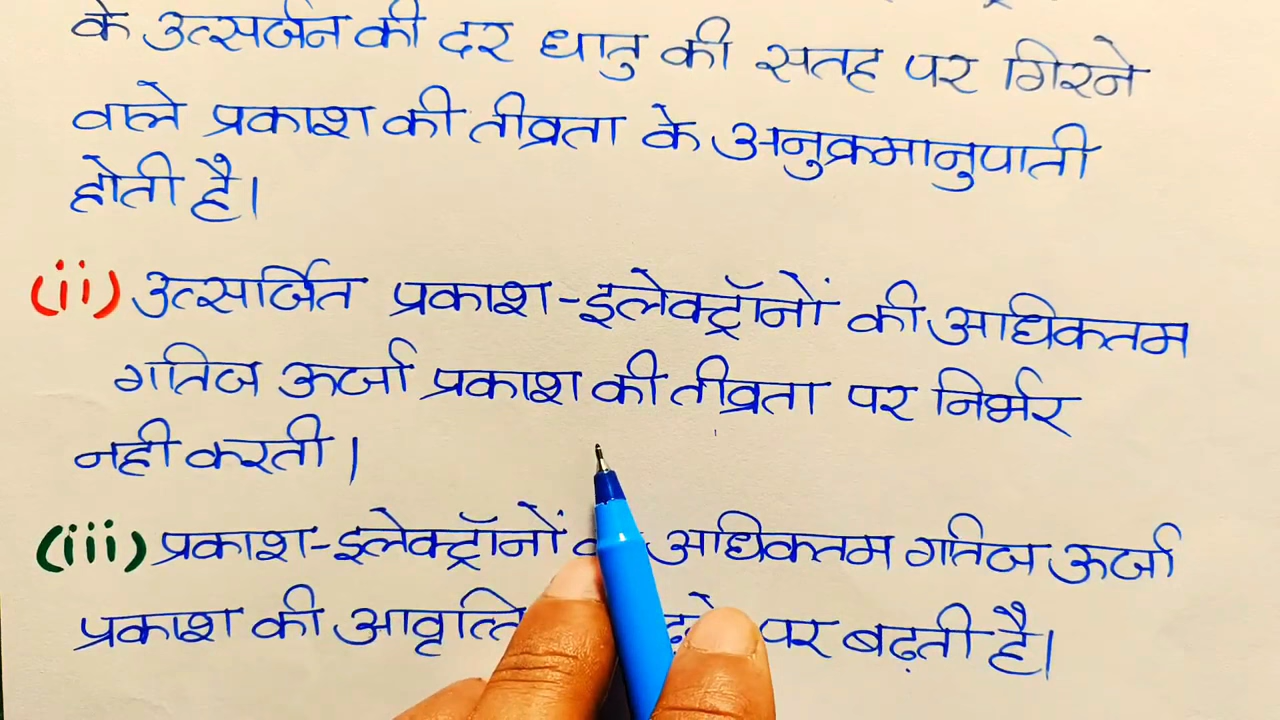 के उत्सर्जन की दर धातु की सतह पर गिरने
वाले प्रकाश की तीव्रता के अनुक्रमानुपाती
होती है।
(ii) उत्सर्जित प्रकाश-इलेक्ट्रॉनों की अधिकतम
गतिज ऊर्जा प्रकाश की तीव्रता पर निर्भर
नही करती।
(iii) प्रकाश-इलेक्ट्रॉनों अधिकतम गतिज ऊर्जा
प्रकाश की आवृत्ति पर बढ़ती है।